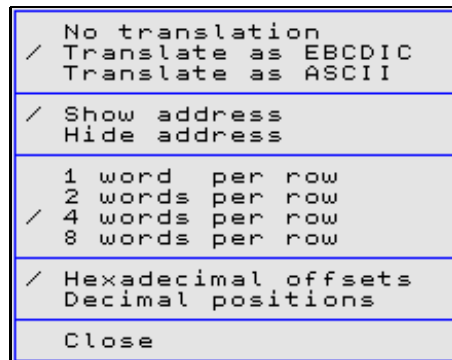 No translation
/ Translate as EBCDIC
Translate as ASCII
/ Show address
Hide address
1 word per row
2 words per row
/ 4 words per row
8 words per row
/ Hexadecimal offsets
Decimal positions
Close